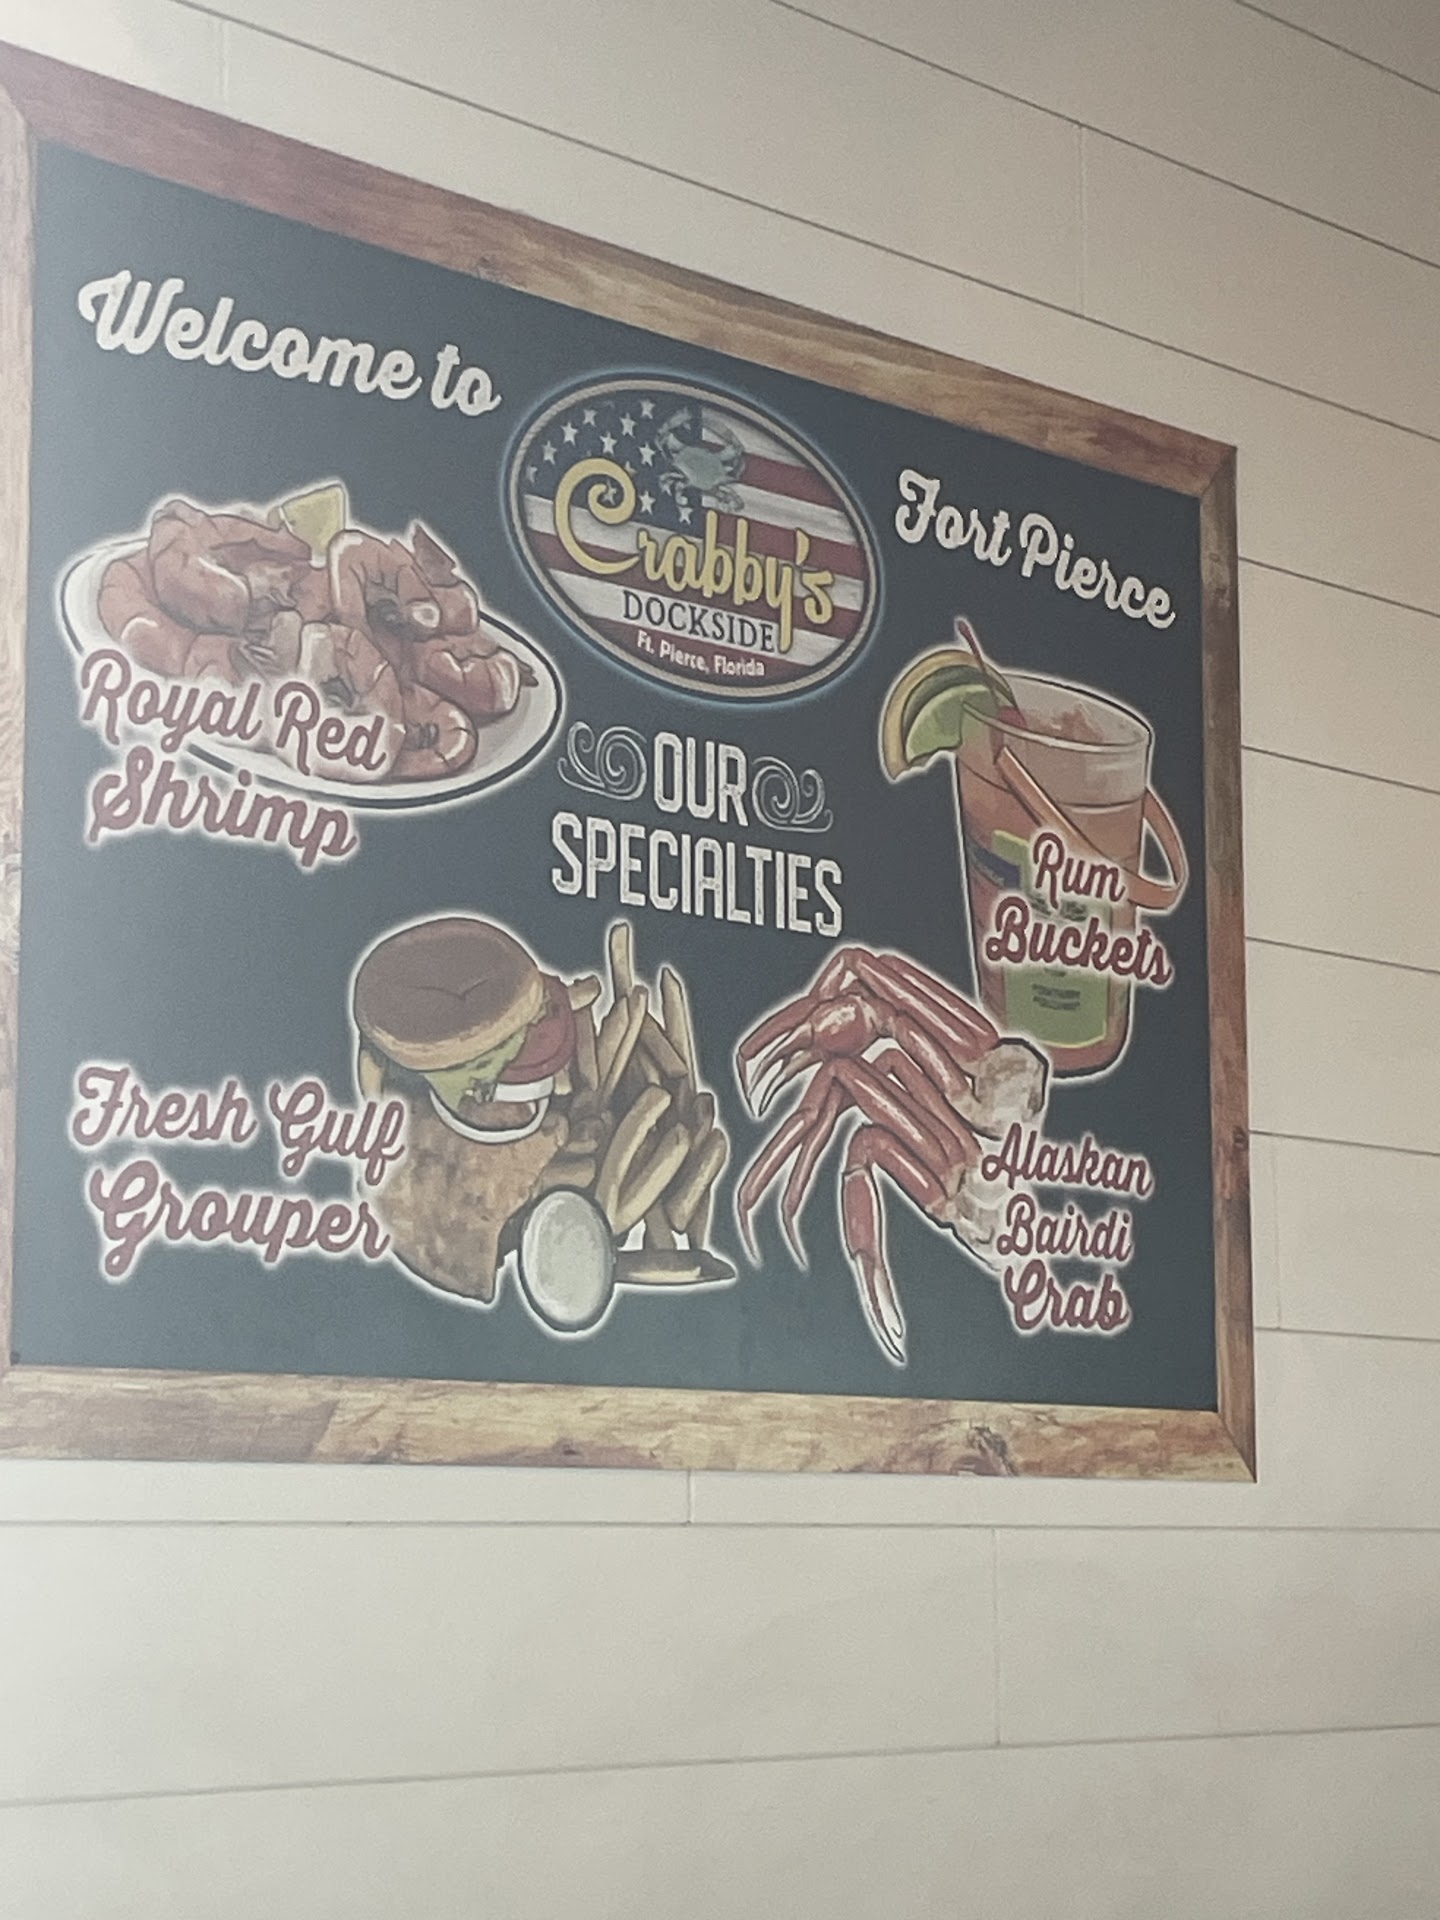 Welcome to
Crabby's
DOCKSIDE
Ft. Pierce, Florida
Fort Pierce
Royal Red
Shrimp
OUR
SPECIALTIES
Rum
Buckets
Fresh Gulf
Grouper
Alaskan
Bairdi
Crab